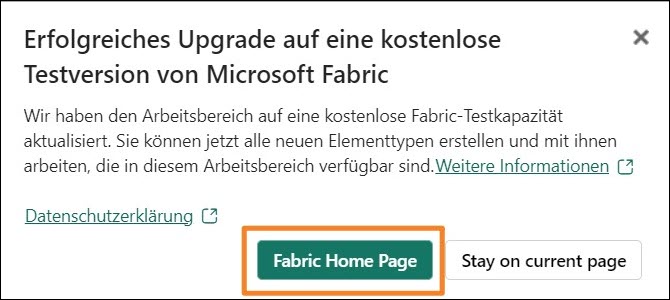 Erfolgreiches Upgrade auf eine kostenlose
Testversion von Microsoft Fabric
Wir haben den Arbeitsbereich auf eine kostenlose Fabric-Testkapazität
aktualisiert. Sie können jetzt alle neuen Elementtypen erstellen und mit ihnen
arbeiten, die in diesem Arbeitsbereich verfügbar sind.Weitere Informationen
Datenschutzerklärung
Fabric Home Page Stay on current page